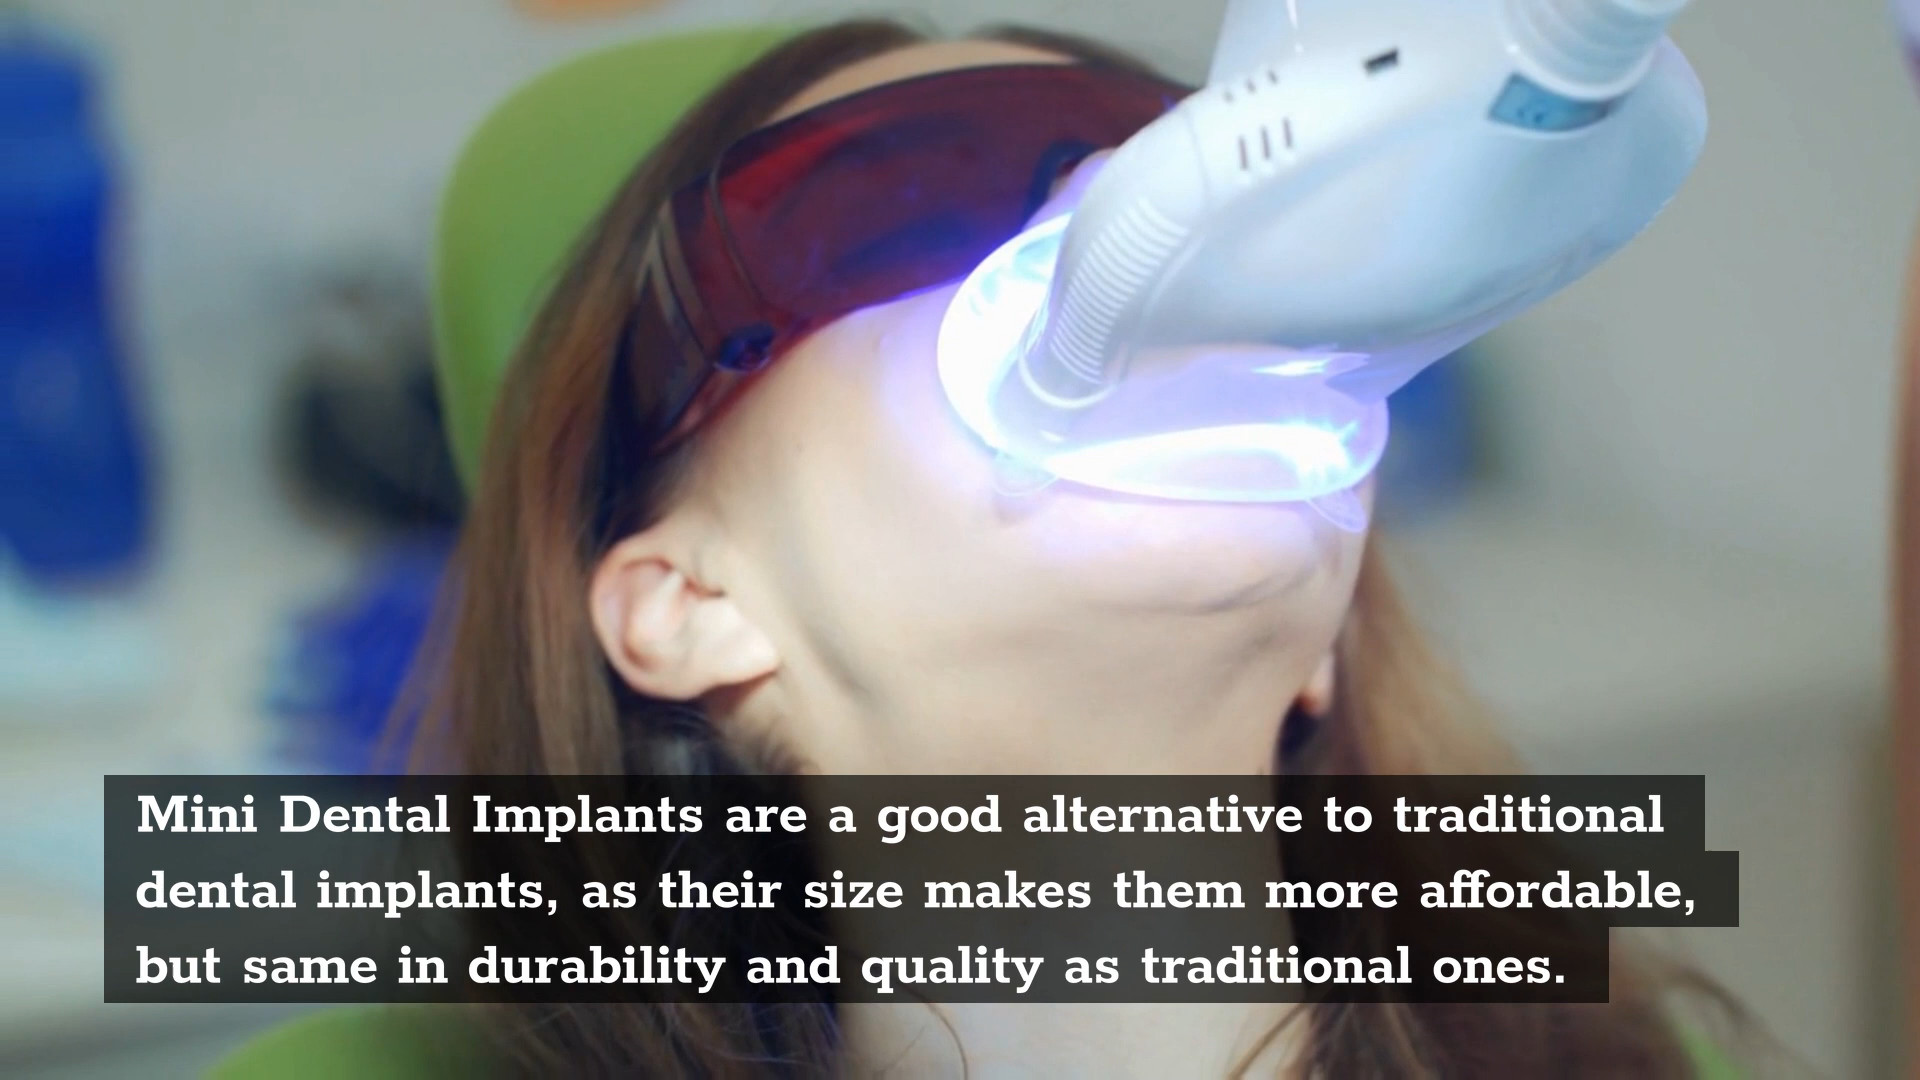 Mini Dental Implants are a good alternative to traditional
dental implants, as their size makes them more affordable,
but same in durability and quality as traditional ones.